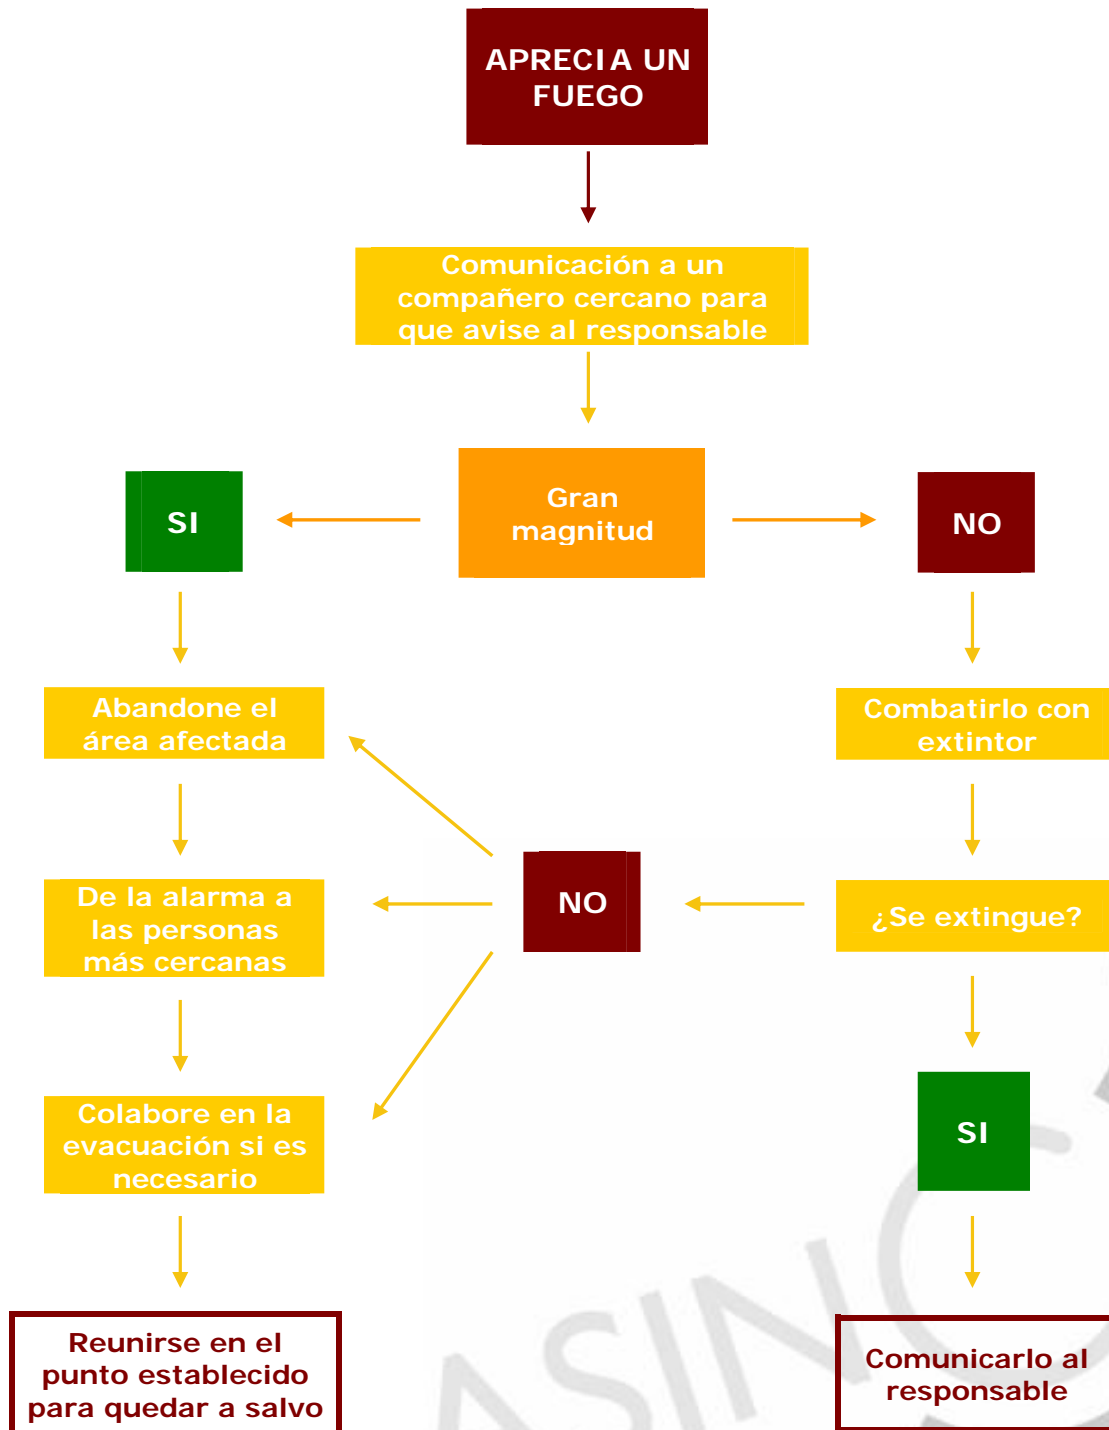 APRECIA UN
FUEGO
Comunicación a un
compañero cercano para
que avise al responsable
Gran
magnitud
SI
NO
Abandone el
área afectada
Combatirlo con
extintor
De la alarma a
las personas
más cercanas
NO
¿Se extingue?
Colabore en la
evacuación si es
necesario
SI
Reunirse en el
punto establecido
para quedar a salvo
Comunicarlo al
responsable